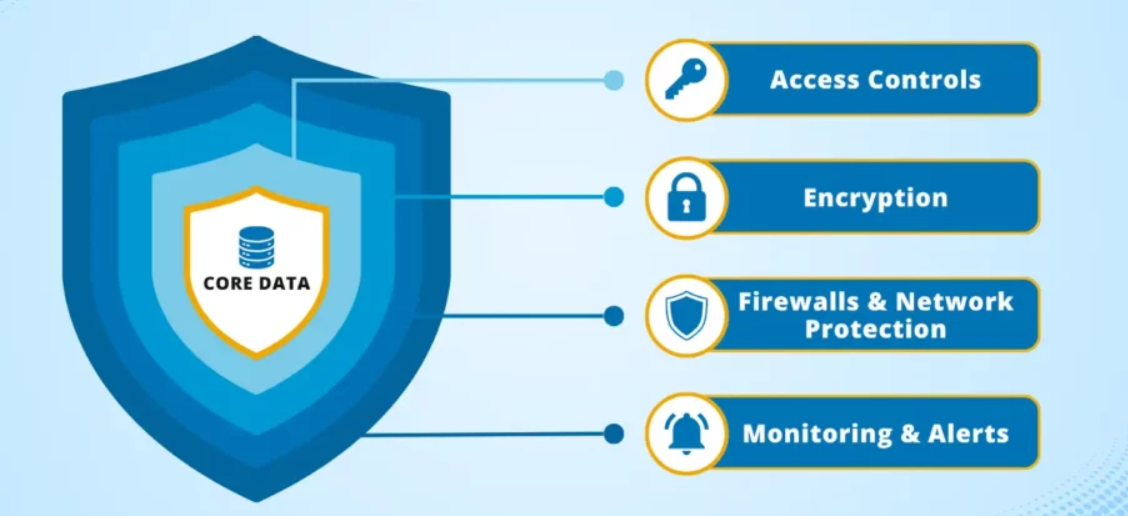 CORE DATA
Access Controls
Encryption
Firewalls & Network
Protection
Monitoring & Alerts